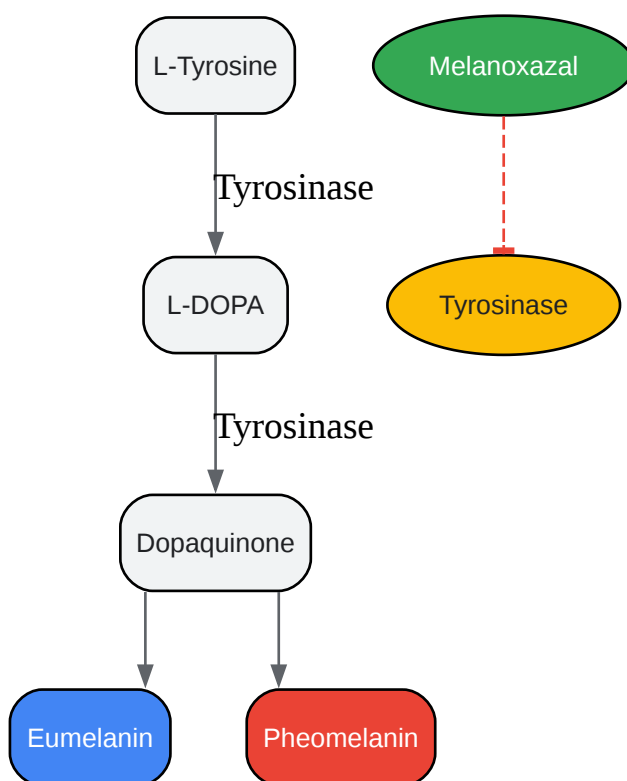 L-Tyrosine
Melanoxazal
Tyrosinase
L-DOPA
Tyrosinase
Tyrosinase
Dopaquinone
Eumelanin
Pheomelanin